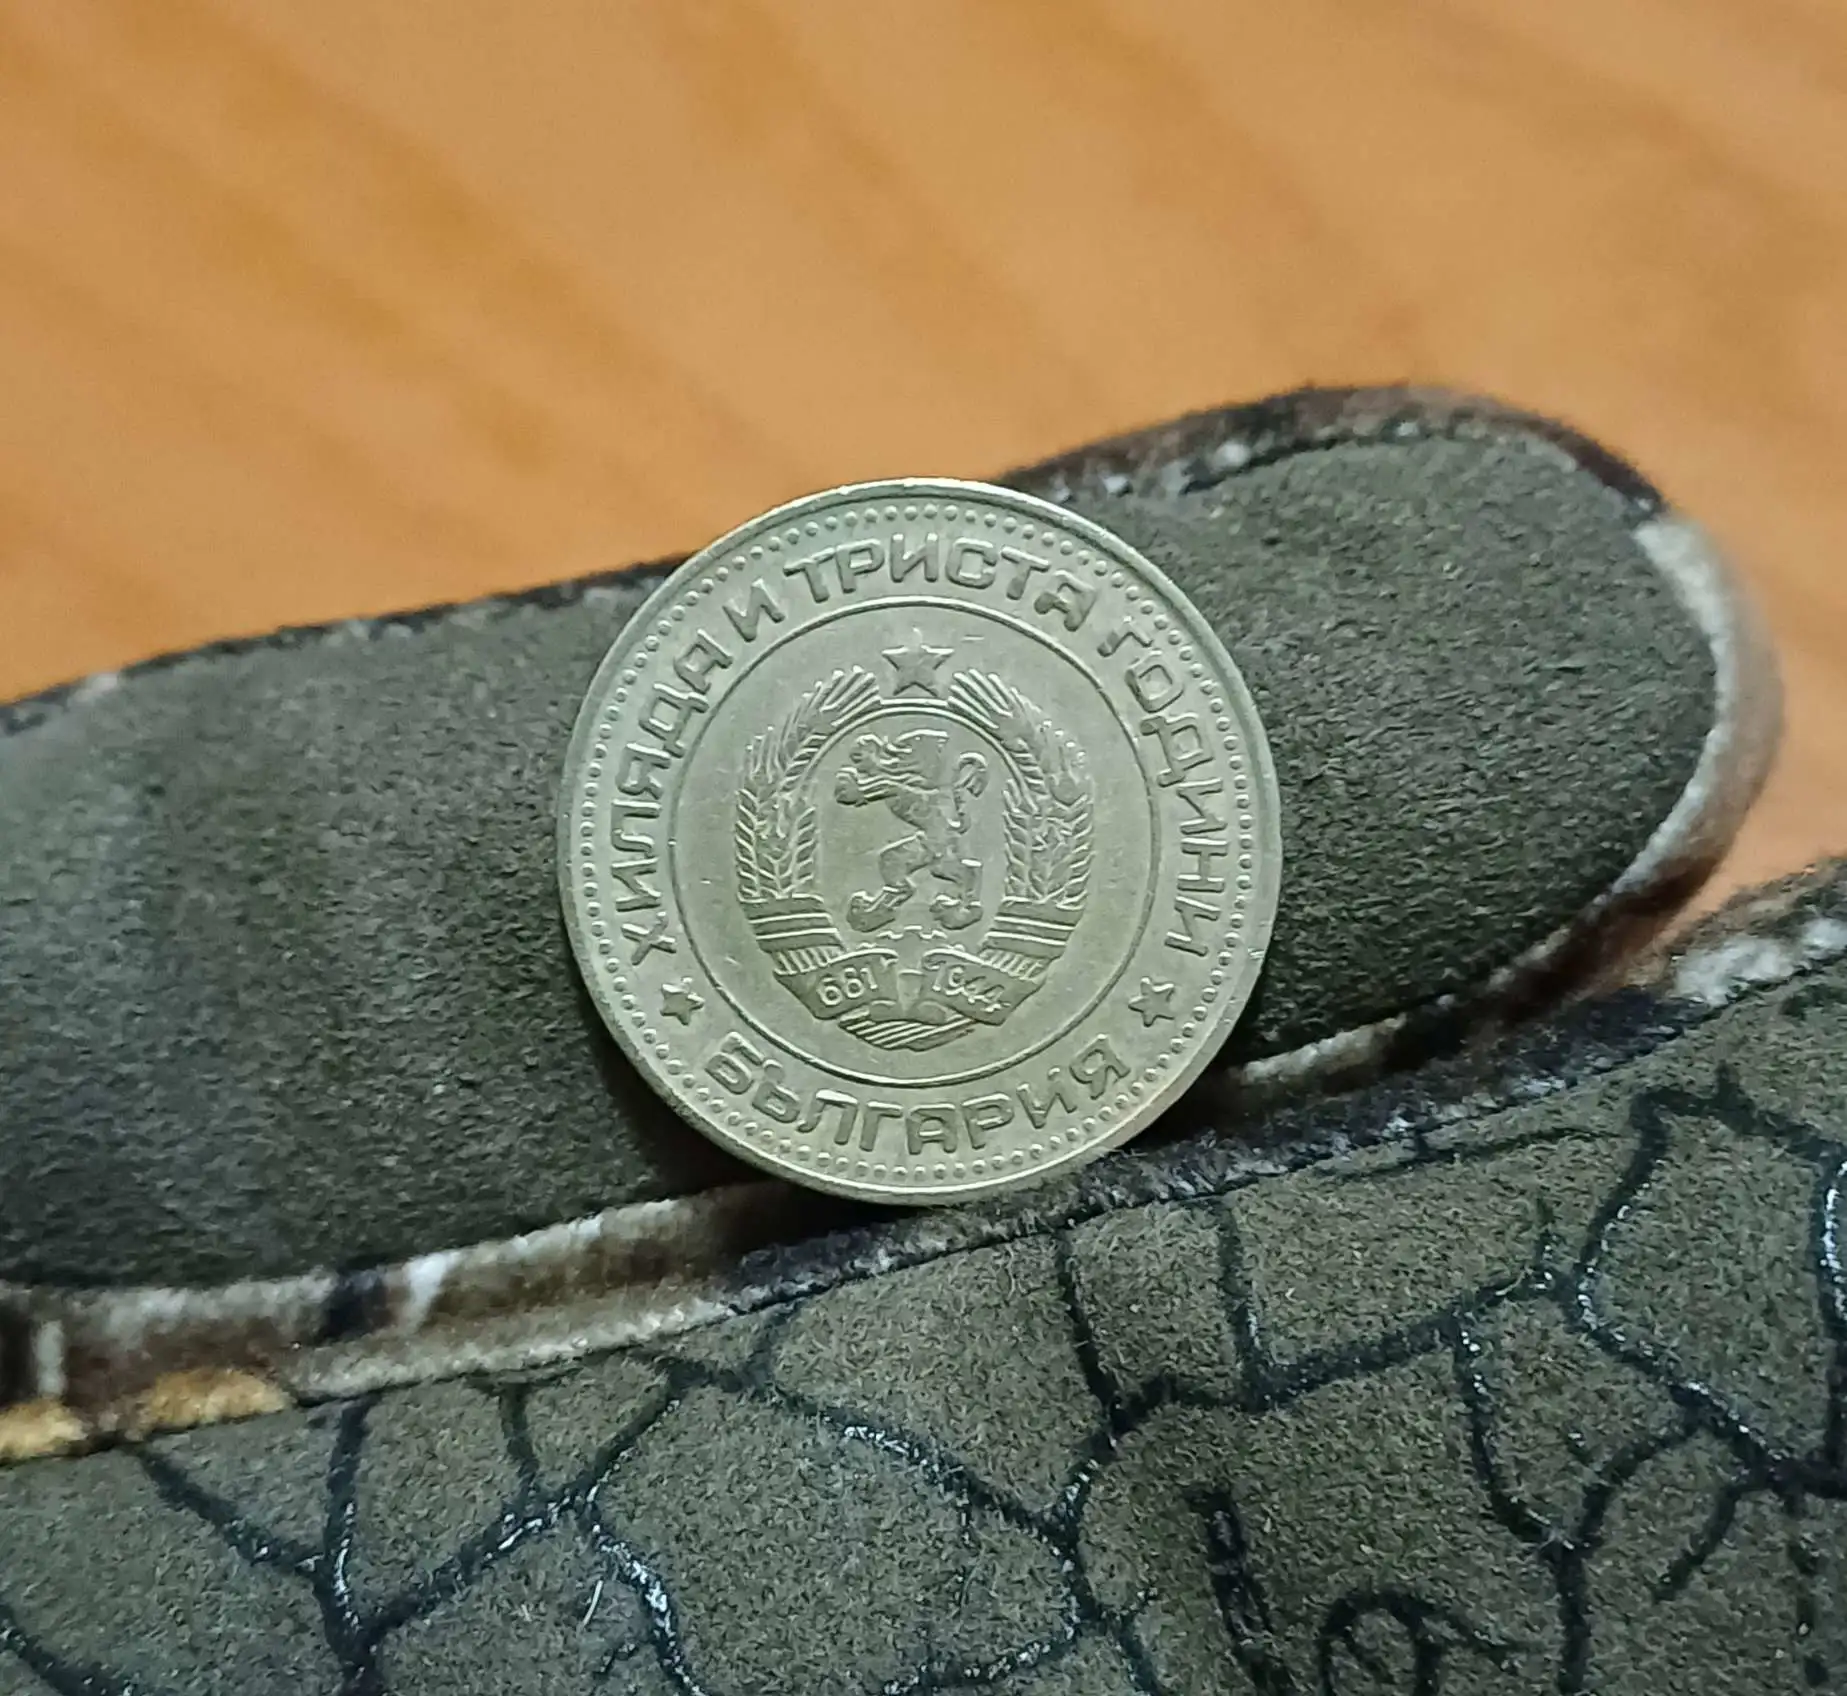 ХИЛЯДА И ТРИСТА ГОДИНИ
681 1944
БЪЛГАРИЯ